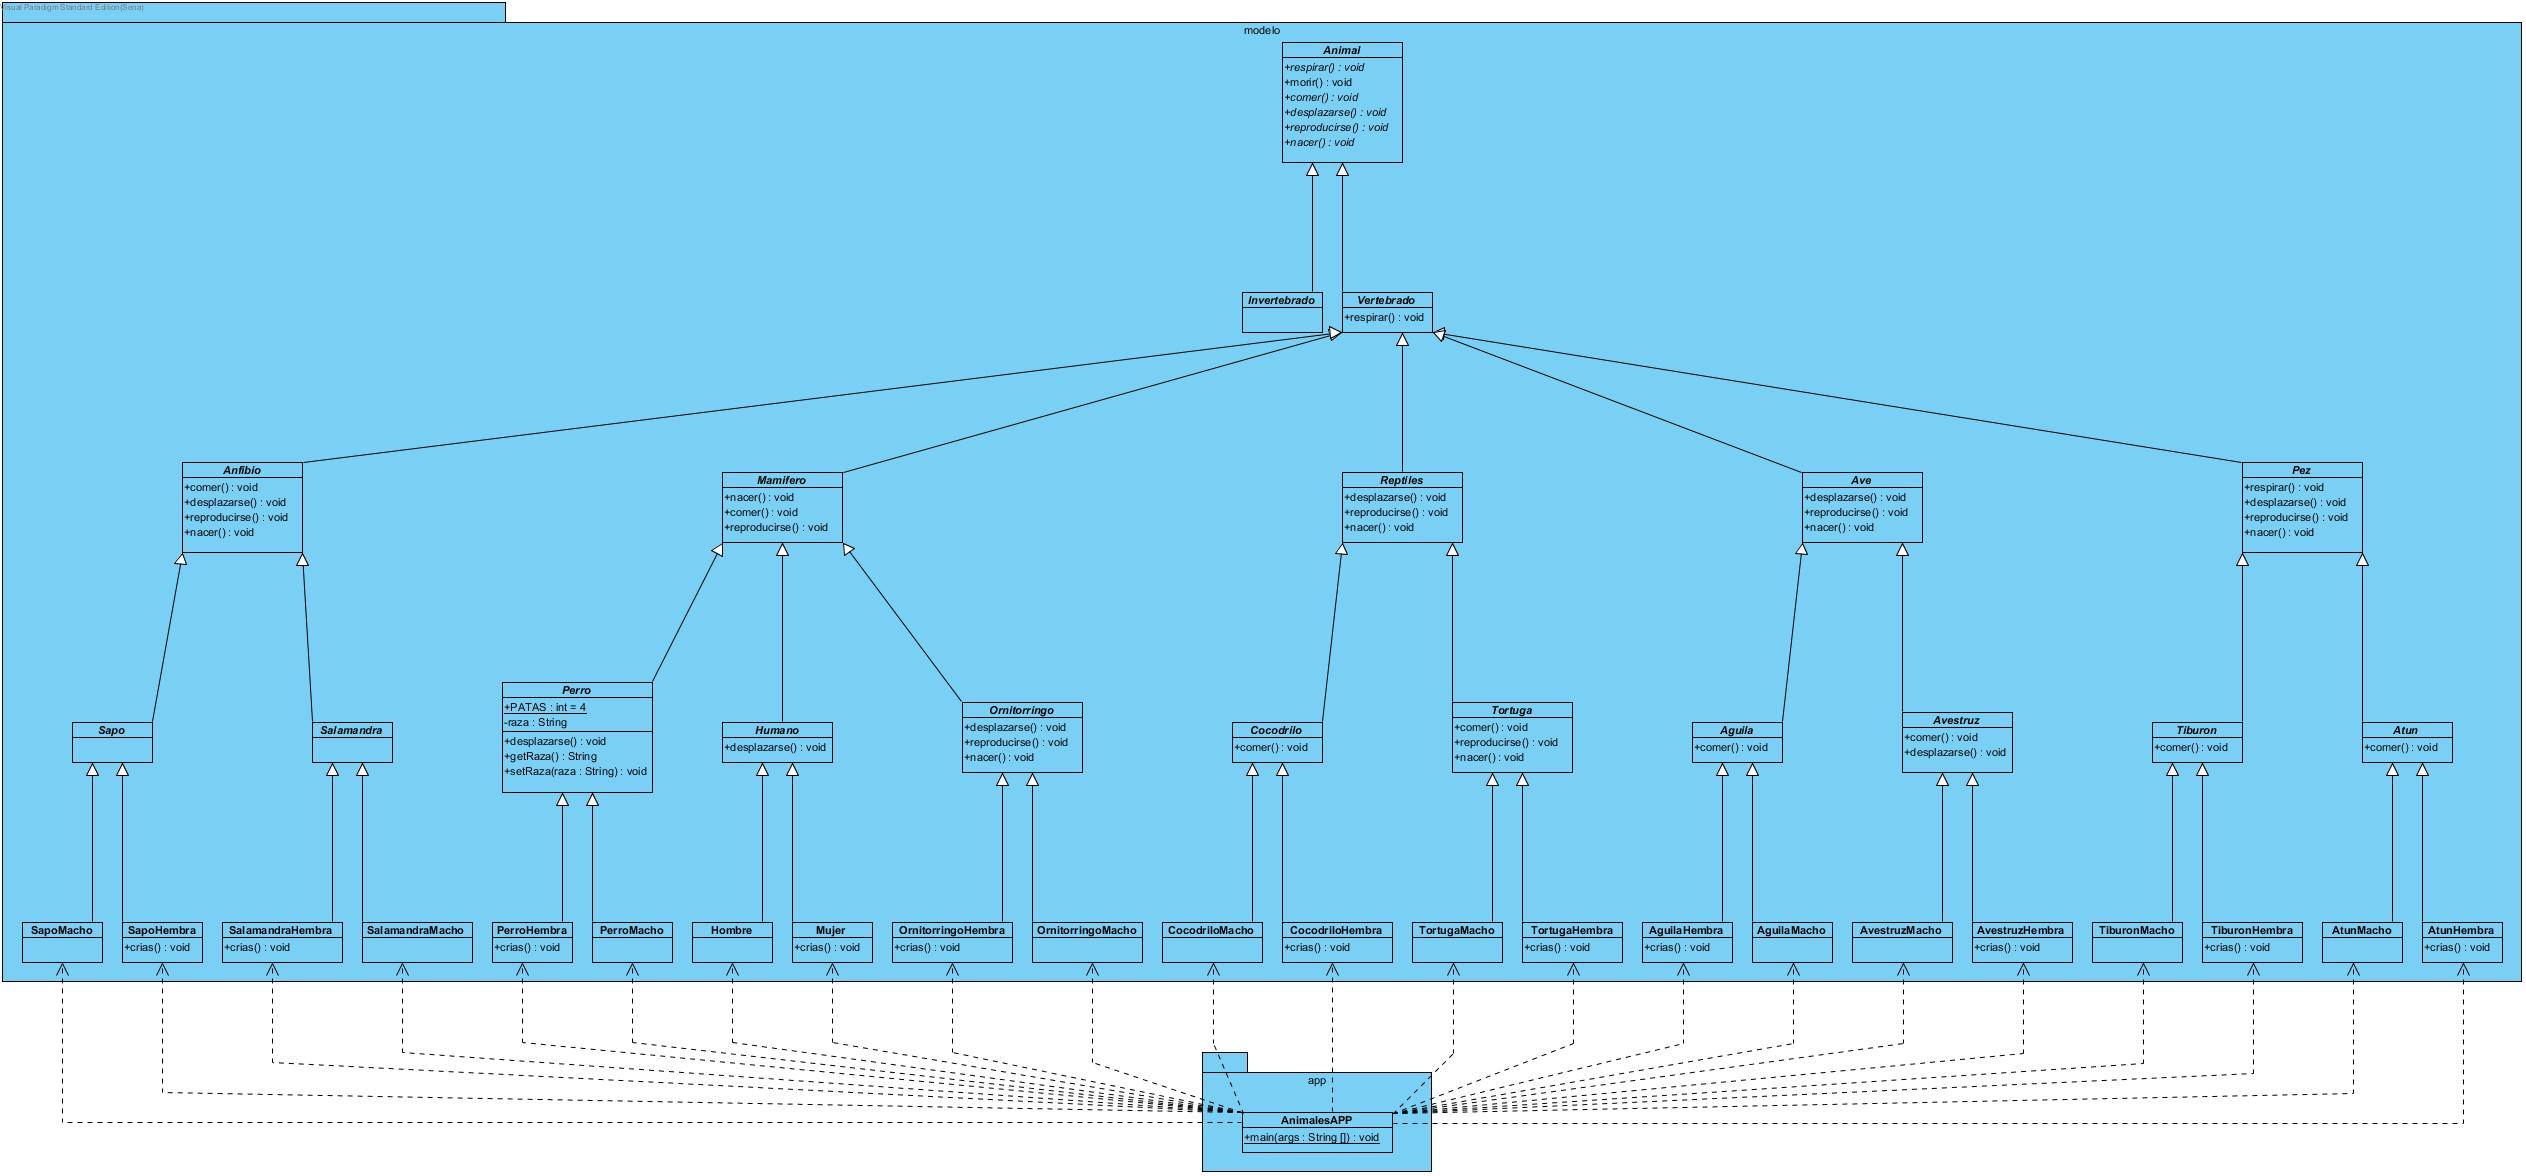 Visual Paradigm Standard Edition(Sena)
modelo
Animal
+respirar() : void
+morir() : void
+comer() : void
+desplazarse() : void
+reproducirse() : void
+nacer() : void
Invertebrado
Vertebrado
+respirar() : void
Anfibio
+comer() : void
+desplazarse() : void
+reproducirse() : void
+nacer() : void
Mamifero
+nacer() : void
+comer() : void
+reproducirse() : void
Reptiles
+desplazarse() : void
+reproducirse() : void
+nacer() : void
Ave
+desplazarse() : void
+reproducirse() : void
+nacer() : void
Pez
+respirar() : void
+desplazarse() : void
+reproducirse() : void
+nacer() : void
Sapo
Salamandra
Perro
+PATAS : int = 4
-raza : String
+desplazarse() : void
+getRaza() : String
+setRaza(raza : String) : void
Humano
+desplazarse() : void
Ornitorringo
+desplazarse() : void
+reproducirse() : void
+nacer() : void
Cocodrilo
+comer() : void
Tortuga
+comer() : void
+reproducirse() : void
+nacer() : void
Aguila
+comer() : void
Avestruz
+comer() : void
+desplazarse() : void
Tiburon
+comer() : void
Atun
+comer() : void
SapoMacho
SapoHembra
+crias() : void
SalamandraHembra
+crias() : void
SalamandraMacho
PerroHembra
+crias() : void
PerroMacho
Hombre
Mujer
+crias() : void
OrnitorringoHembra
+crias() : void
OrnitorringoMacho
CocodriloMacho
CocodriloHembra
+crias() : void
TortugaMacho
TortugaHembra
+crias() : void
AguilaHembra
+crias() : void
AguilaMacho
AvestruzMacho
AvestruzHembra
+crias() : void
TiburonMacho
TiburonHembra
+crias() : void
AtunMacho
AtunHembra
+crias() : void
app
AnimalesAPP
+main(args : String []) : void